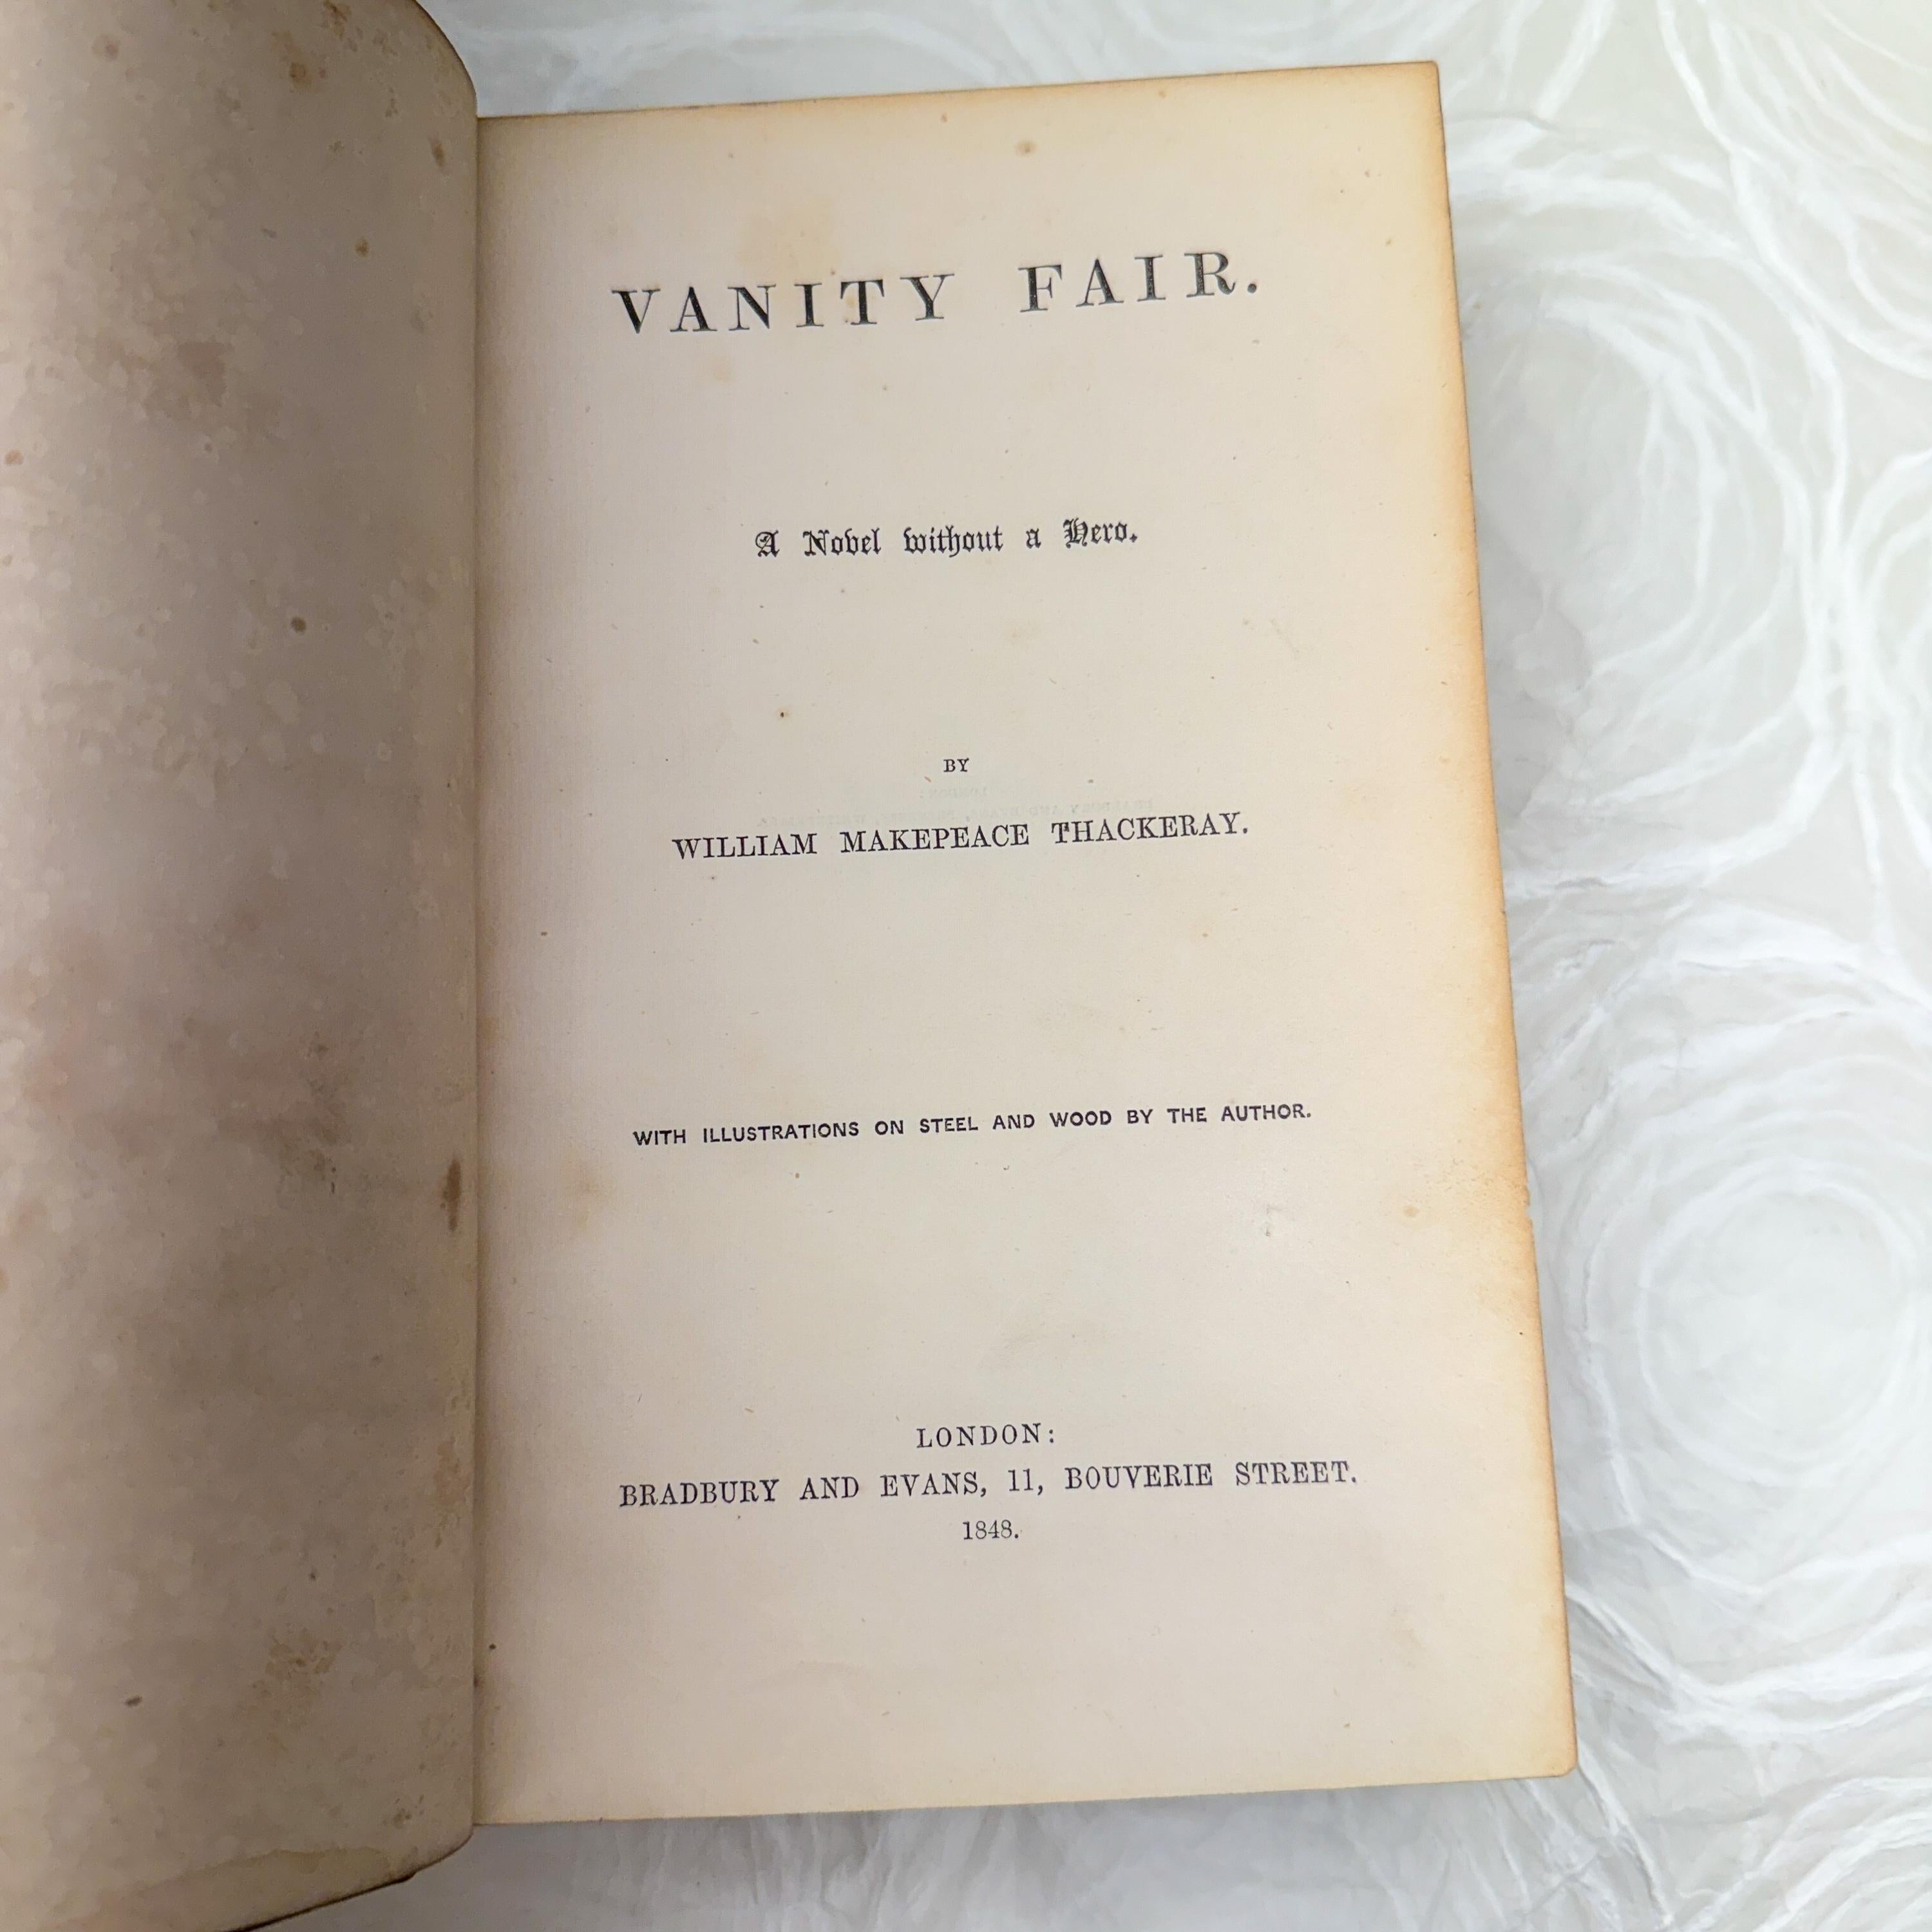 VANITY FAIR.
A Novel without a Hero.
BY
WILLIAM MAKEPEACE THACKERAY.
WITH ILLUSTRATIONS ON STEEL AND WOOD BY THE AUTHOR.
LONDON:
BRADBURY AND EVANS, 11, BOUVERIE STREET.
1848.